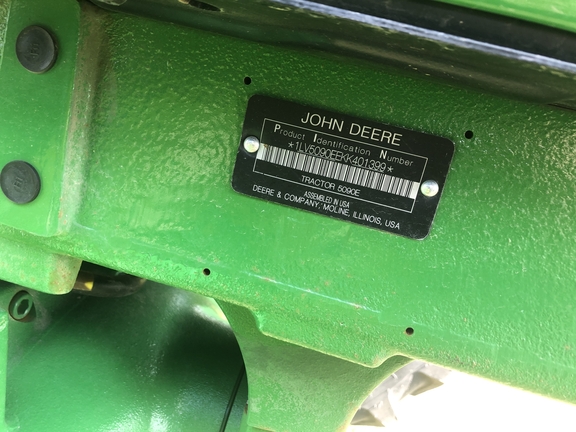 JOHN DEERE
Product Identification Number
*1LV5090EEKK401399*
TRACTOR 5090E
ASSEMBLED IN USA
DEERE & COMPANY, MOLINE, ILLINOIS, USA